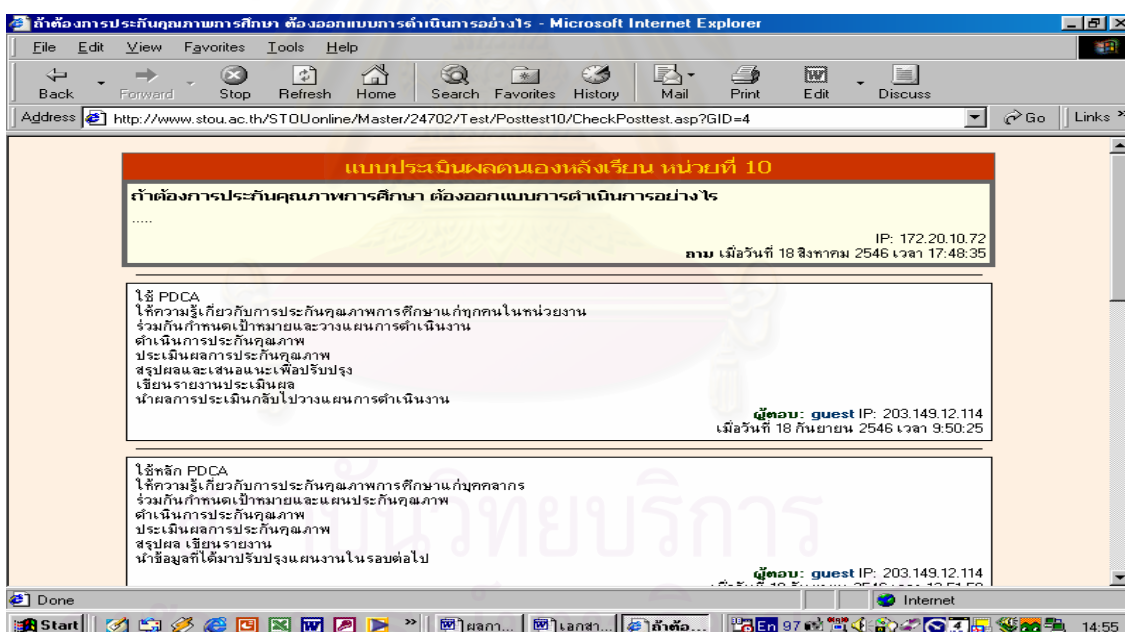 ถ้าต้องการประกันคุณภาพการศึกษา ต้องออกแบบการดำเนินการอย่างไร - Microsoft Internet Explorer
File Edit View Favorites Tools Help
Back Forward Stop Refresh Home Search Favorites History Mail Print Edit Discuss
Address http://www.stou.ac.th/STOUonline/Master/24702/Test/Posttest10/CheckPosttest.asp?GID=4 Go Links »
แบบประเมินผลตนเองหลังเรียน หน่วยที่ 10
ถ้าต้องการประกันคุณภาพการศึกษา ต้องออกแบบการดำเนินการอย่างไร
.....
IP: 172.20.10.72
ถาม เมื่อวันที่ 18 สิงหาคม 2546 เวลา 17:48:35
ใช้ PDCA
ให้ความรู้เกี่ยวกับการประกันคุณภาพการศึกษาแก่ทุกคนในหน่วยงาน
ร่วมกันกำหนดเป้าหมายและวางแผนการดำเนินงาน
ดำเนินการประกันคุณภาพ
ประเมินผลการประกันคุณภาพ
สรุปผลและเสนอแนะเพื่อปรับปรุง
เขียนรายงานประเมินผล
นำผลการประเมินกลับไปวางแผนการดำเนินงาน
ผู้ตอบ: guest IP: 203.149.12.114
เมื่อวันที่ 18 กันยายน 2546 เวลา 9:50:25
ใช้หลัก PDCA
ให้ความรู้เกี่ยวกับการประกันคุณภาพการศึกษาแก่บุคคลากร
ร่วมกันกำหนดเป้าหมายและแผนประกันคุณภาพ
ดำเนินการประกันคุณภาพ
ประเมินผลการประกันคุณภาพ
สรุปผล เขียนรายงาน
นำข้อมูลที่ได้มาปรับปรุงแผนงานในรอบต่อไป
ผู้ตอบ: guest IP: 203.149.12.114
Done Internet
Start » ผลกา... เอกสา... ถ้าต้อ... En 97 14:55